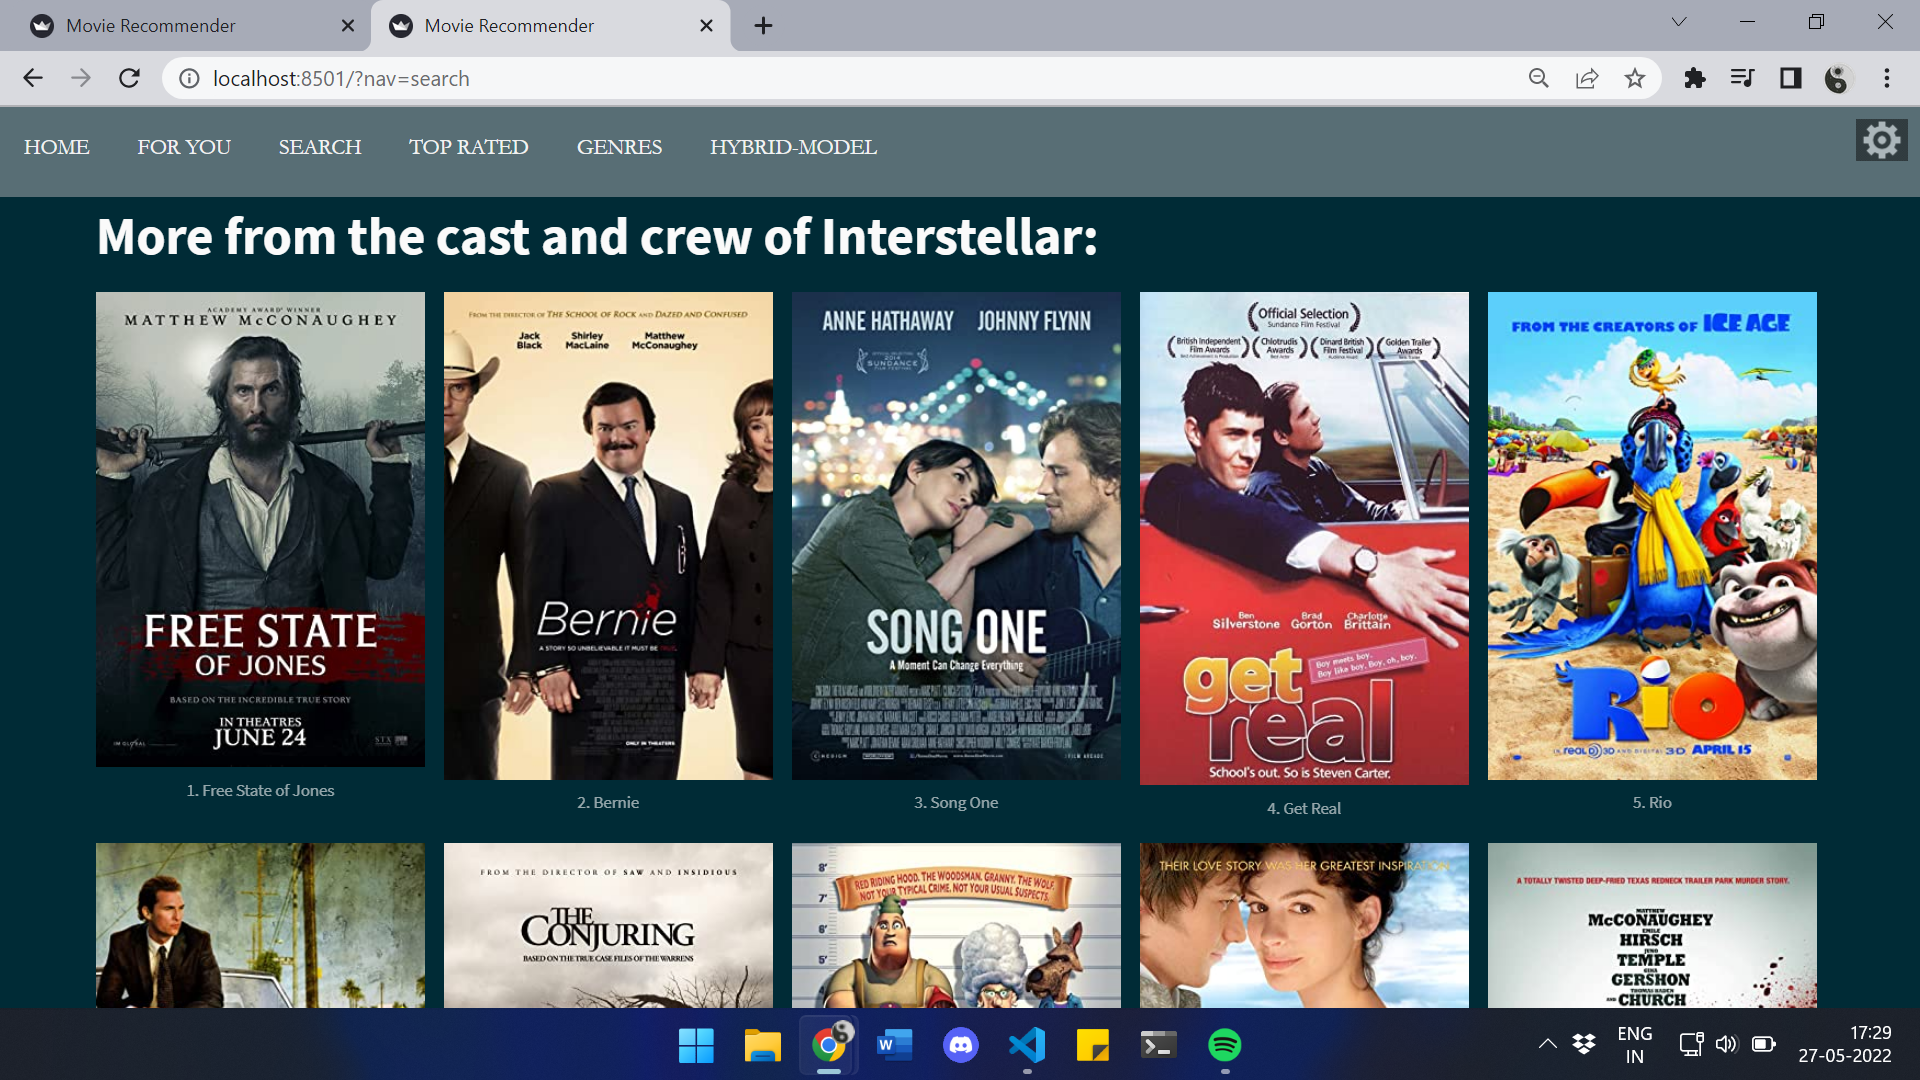 Movie Recommender
Movie Recommender
localhost:8501/?nav=search
HOME
FOR YOU
SEARCH
TOP RATED
GENRES
HYBRID-MODEL
More from the cast and crew of Interstellar:
ACADEMY AWARD WINNER
MATTHEW McCONAUGHEY
FREE STATE
OF JONES
BASED ON THE INCREDIBLE TRUE STORY
IN THEATRES
JUNE 24
1. Free State of Jones
FROM THE DIRECTOR OF THE SCHOOL OF ROCK AND DAZED AND CONFUSED
Jack Black
Shirley MacLaine
Matthew McConaughey
Bernie
A STORY SO UNBELIEVABLE IT MUST BE TRUE.
ONLY IN THEATERS
2. Bernie
ANNE HATHAWAY JOHNNY FLYNN
SUNDANCE
SONG ONE
A Moment Can Change Everything
3. Song One
Official Selection
Sundance Film Festival
British Independent Film Awards
Chlotrudis Awards
Dinard British Film Festival
Golden Trailer Awards
Ben Silverstone
Brad Gorton
Charlotte Brittain
get real
Boy meets boy.
Boy like boy. Boy, oh, boy.
School's out. So is Steven Carter.
4. Get Real
FROM THE CREATORS OF ICE AGE
RIO
IN REAL D 3D AND DIGITAL 3D APRIL 15
5. Rio
FROM THE DIRECTOR OF SAW AND INSIDIOUS
THE
CONJURING
BASED ON THE TRUE CASE FILES OF THE WARRENS
8'
7'
6'
5'
RED RIDING HOOD. THE WOODSMAN. GRANNY. THE WOLF.
NOT YOUR TYPICAL CRIME. NOT YOUR USUAL SUSPECTS.
THEIR LOVE STORY WAS HER GREATEST INSPIRATION.
A TOTALLY TWISTED DEEP-FRIED TEXAS REDNECK TRAILER PARK MURDER STORY.
MATTHEW
McCONAUGHEY
EMILE
HIRSCH
JUNO
TEMPLE
GINA
GERSHON
THOMAS HADEN
AND CHURCH
W
ENG
IN
17:29
27-05-2022